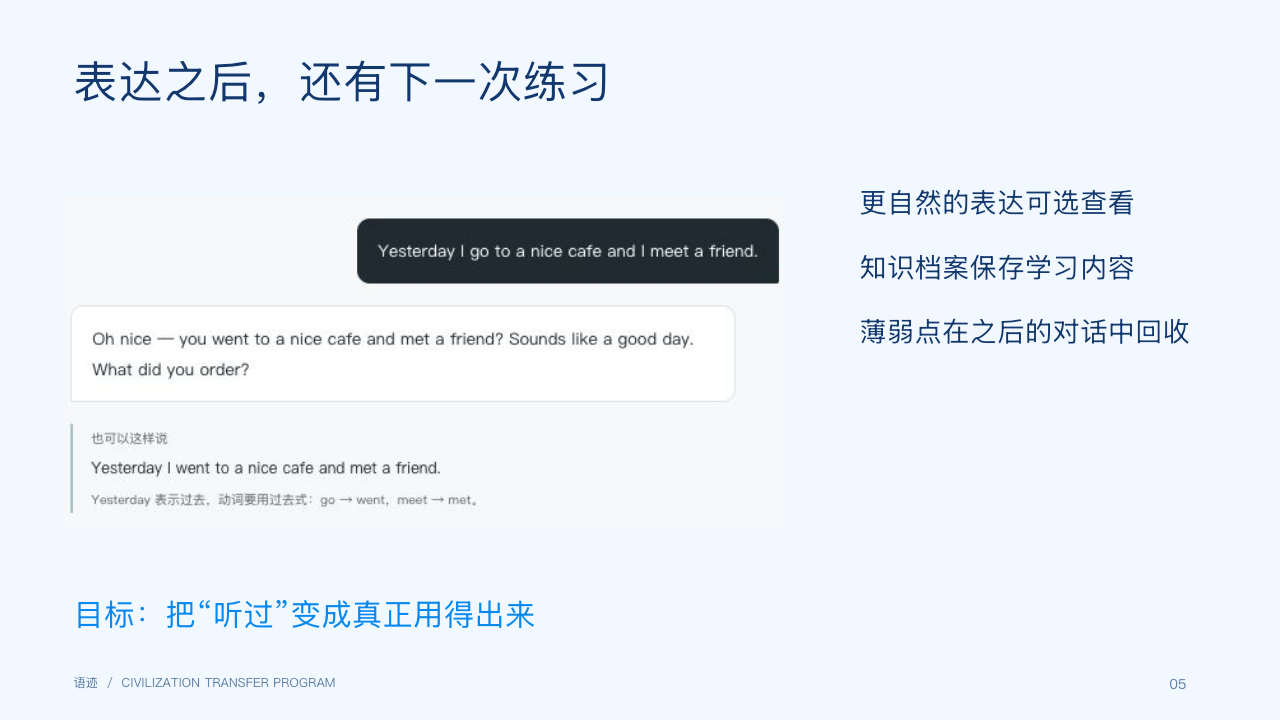 表达之后，还有下一次练习
Yesterday I go to a nice cafe and I meet a friend.
Oh nice — you went to a nice cafe and met a friend? Sounds like a good day.
What did you order?
也可以这样说
Yesterday I went to a nice cafe and met a friend.
Yesterday 表示过去，动词要用过去式：go → went，meet → met。
更自然的表达可选查看
知识档案保存学习内容
薄弱点在之后的对话中回收
目标：把“听过”变成真正用得出来
语迹 / CIVILIZATION TRANSFER PROGRAM
05